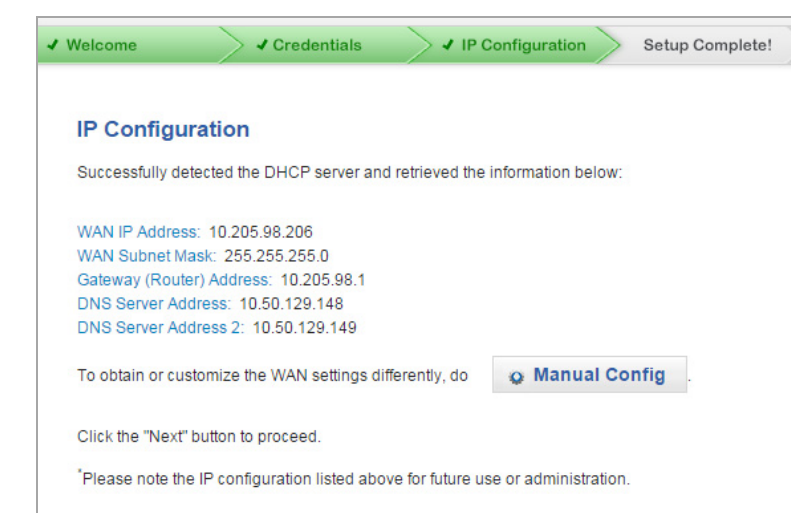 ✔ Welcome ✔ Credentials ✔ IP Configuration Setup Complete!
IP Configuration
Successfully detected the DHCP server and retrieved the information below:
WAN IP Address: 10.205.98.206
WAN Subnet Mask: 255.255.255.0
Gateway (Router) Address: 10.205.98.1
DNS Server Address: 10.50.129.148
DNS Server Address 2: 10.50.129.149
To obtain or customize the WAN settings differently, do Manual Config .
Click the "Next" button to proceed.
*Please note the IP configuration listed above for future use or administration.